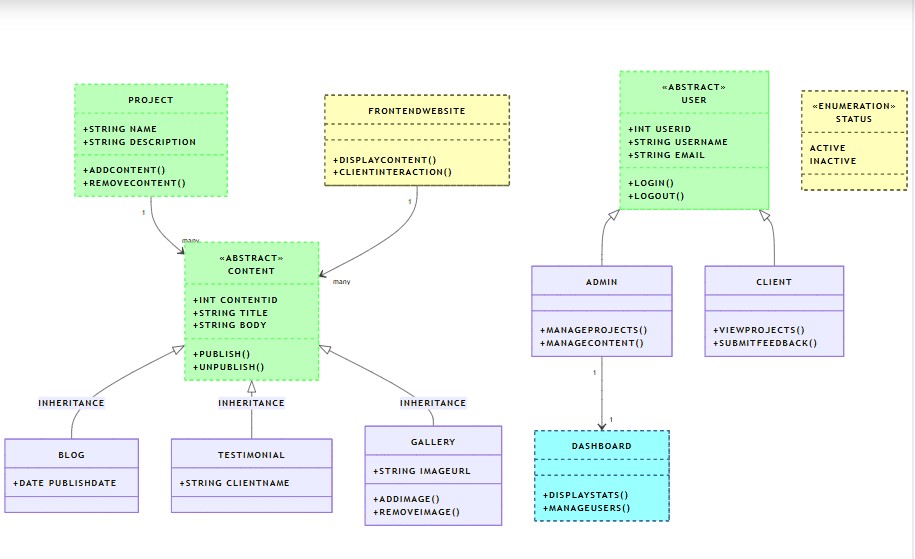 PROJECT
+STRING NAME
+STRING DESCRIPTION
+ADDCONTENT()
+REMOVECONTENT()
1
many
FRONTENDWEBSITE
+DISPLAYCONTENT()
+CLIENTINTERACTION()
1
many
«ABSTRACT»
USER
+INT USERID
+STRING USERNAME
+STRING EMAIL
+LOGIN()
+LOGOUT()
«ENUMERATION»
STATUS
ACTIVE
INACTIVE
«ABSTRACT»
CONTENT
+INT CONTENTID
+STRING TITLE
+STRING BODY
+PUBLISH()
+UNPUBLISH()
ADMIN
+MANAGEPROJECTS()
+MANAGECONTENT()
CLIENT
+VIEWPROJECTS()
+SUBMITFEEDBACK()
1
1
INHERITANCE
INHERITANCE
INHERITANCE
BLOG
+DATE PUBLISHDATE
TESTIMONIAL
+STRING CLIENTNAME
GALLERY
+STRING IMAGEURL
+ADDIMAGE()
+REMOVEIMAGE()
DASHBOARD
+DISPLAYSTATS()
+MANAGEUSERS()